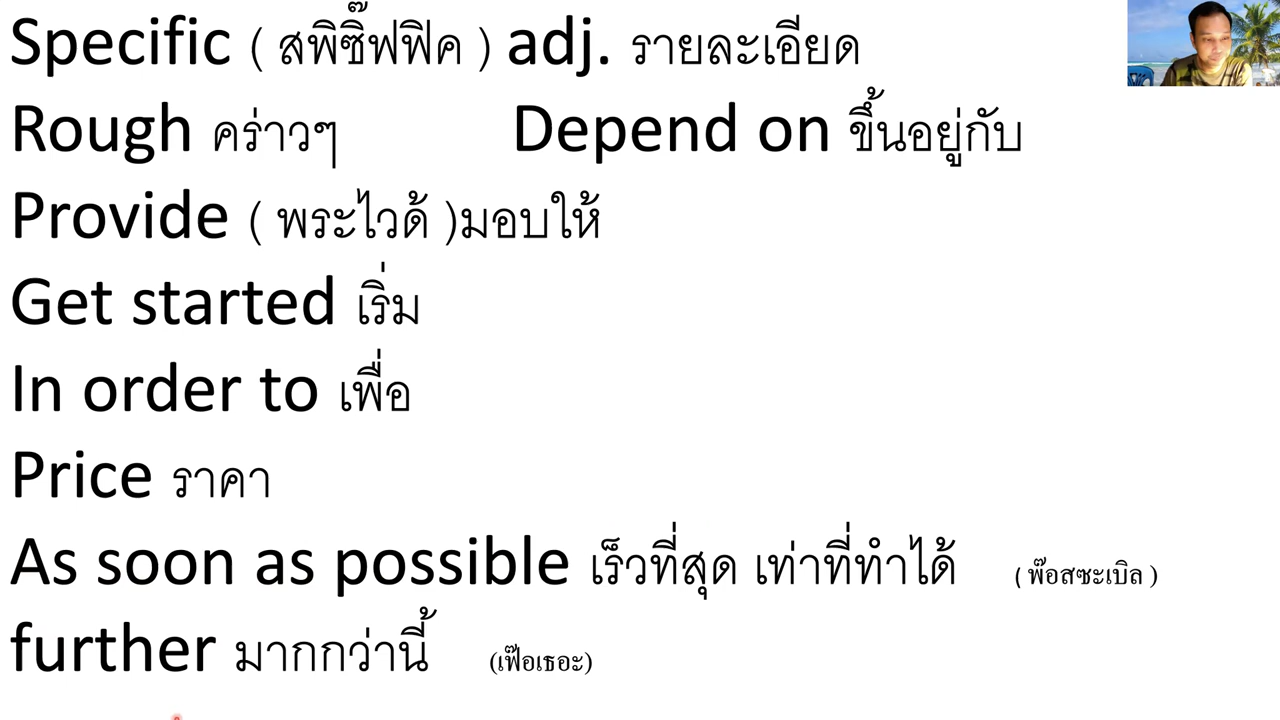 Specific ( สพิซิ๊ฟฟิค ) adj. รายละเอียด
Rough คร่าวๆ Depend on ขึ้นอยู่กับ
Provide ( พระไวด้ )มอบให้
Get started เริ่ม
In order to เพื่อ
Price ราคา
As soon as possible เร็วที่สุด เท่าที่ทำได้ ( พ๊อสซะเบิล )
further มากกว่านี้ (เฟ๊อเธอะ)